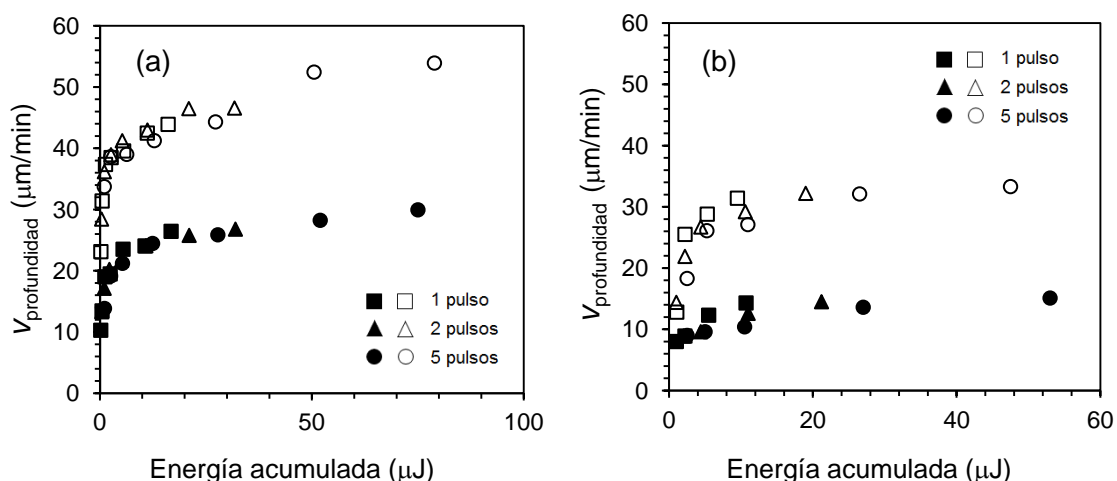 (a)
60
50
40
30
20
10
0
0 50 100
Vprofundidad (μm/min)
Energía acumulada (μJ)
1 pulso
2 pulsos
5 pulsos
(b)
60
50
40
30
20
10
0
0 20 40 60
Vprofundidad (μm/min)
Energía acumulada (μJ)
1 pulso
2 pulsos
5 pulsos